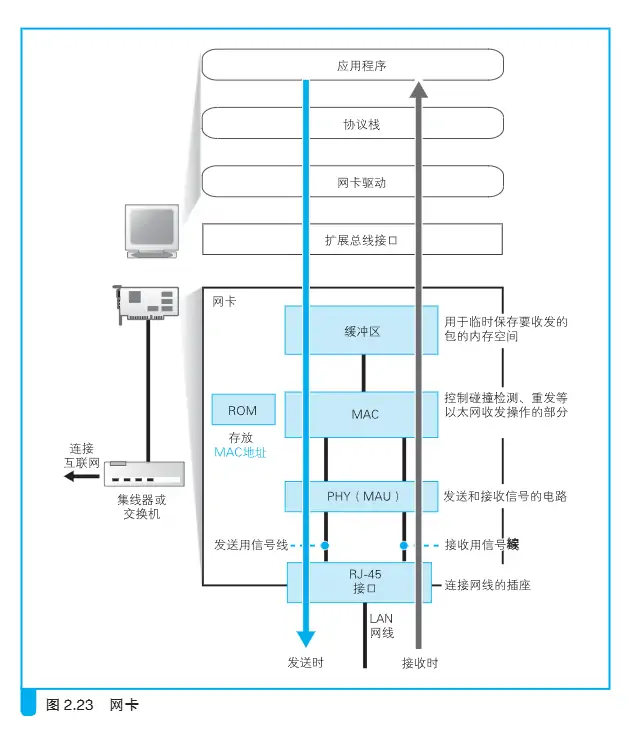 应用程序
协议栈
网卡驱动
扩展总线接口
网卡
缓冲区
用于临时保存要收发的
包的内存空间
控制碰撞检测、重发等
以太网收发操作的部分
ROM
MAC
存放
MAC地址
连接
互联网
集线器或
交换机
PHY（MAU）
发送和接收信号的电路
发送用信号线
接收用信号线
RJ-45
接口
连接网线的插座
LAN
网线
发送时
接收时
图 2.23 网卡